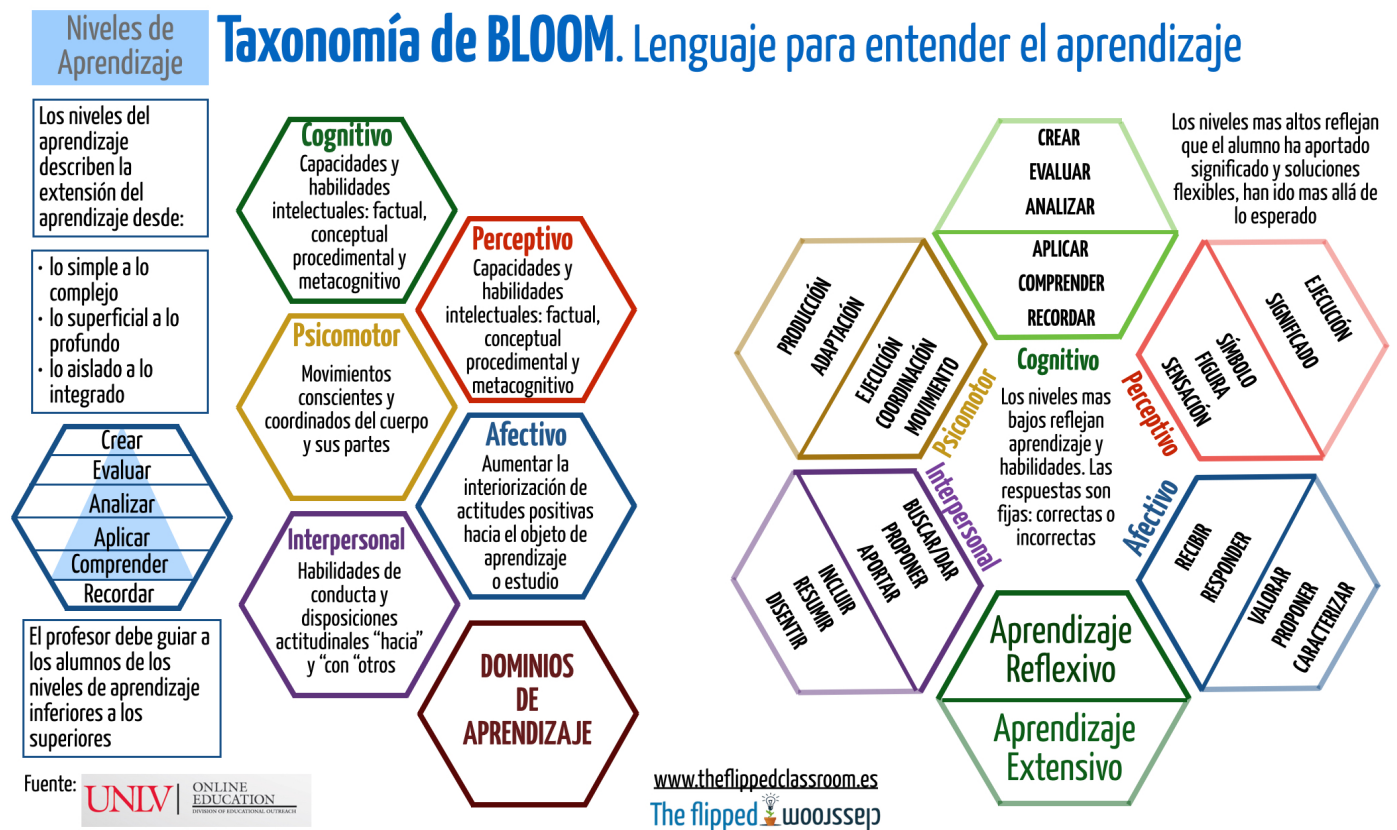 Niveles de
Aprendizaje
Taxonomía de BLOOM. Lenguaje para entender el aprendizaje
Los niveles del
aprendizaje
describen la
extensión del
aprendizaje desde:
• lo simple a lo
complejo
• lo superficial a lo
profundo
• lo aislado a lo
integrado
Crear
Evaluar
Analizar
Aplicar
Comprender
Recordar
El profesor debe guiar a
los alumnos de los
niveles de aprendizaje
inferiores a los
superiores
Fuente:
UNLV | ONLINE
EDUCATION
DIVISION OF EDUCATIONAL OUTREACH
Cognitivo
Capacidades y
habilidades
intelectuales: factual,
conceptual
procedimental y
metacognitivo
Perceptivo
Capacidades y
habilidades
intelectuales: factual,
conceptual
procedimental y
metacognitivo
Psicomotor
Movimientos
conscientes y
coordinados del cuerpo
y sus partes
Afectivo
Aumentar la
interiorización de
actitudes positivas
hacia el objeto de
aprendizaje
o estudio
Interpersonal
Habilidades de
conducta y
disposiciones
actitudinales “hacia”
y “con “otros
DOMINIOS
DE
APRENDIZAJE
CREAR
EVALUAR
ANALIZAR
APLICAR
COMPRENDER
RECORDAR
Cognitivo
Los niveles mas altos reflejan
que el alumno ha aportado
significado y soluciones
flexibles, han ido mas allá de
lo esperado
PRODUCCIÓN
ADAPTACIÓN
EJECUCIÓN
COORDINACIÓN
MOVIMIENTO
Psicomotor
EJECUCIÓN
SIGNIFICADO
SÍMBOLO
FIGURA
SENSACIÓN
Perceptivo
Los niveles mas
bajos reflejan
aprendizaje y
habilidades. Las
respuestas son
fijas: correctas o
incorrectas
Interpersonal
BUSCAR/DAR
PROPONER
APORTAR
INCLUIR
RESUMIR
DISENTIR
Afectivo
RECIBIR
RESPONDER
VALORAR
PROPONER
CARACTERIZAR
Aprendizaje
Reflexivo
Aprendizaje
Extensivo
www.theflippedclassroom.es
The flipped classroom